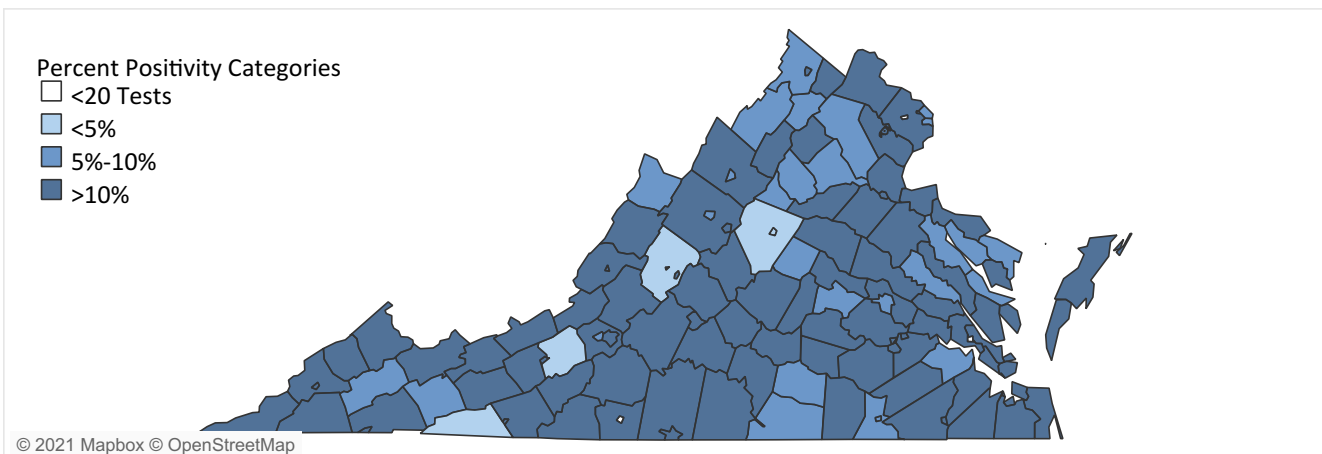 Percent Positivity Categories
<20 Tests
<5%
5%-10%
>10%
© 2021 Mapbox © OpenStreetMap